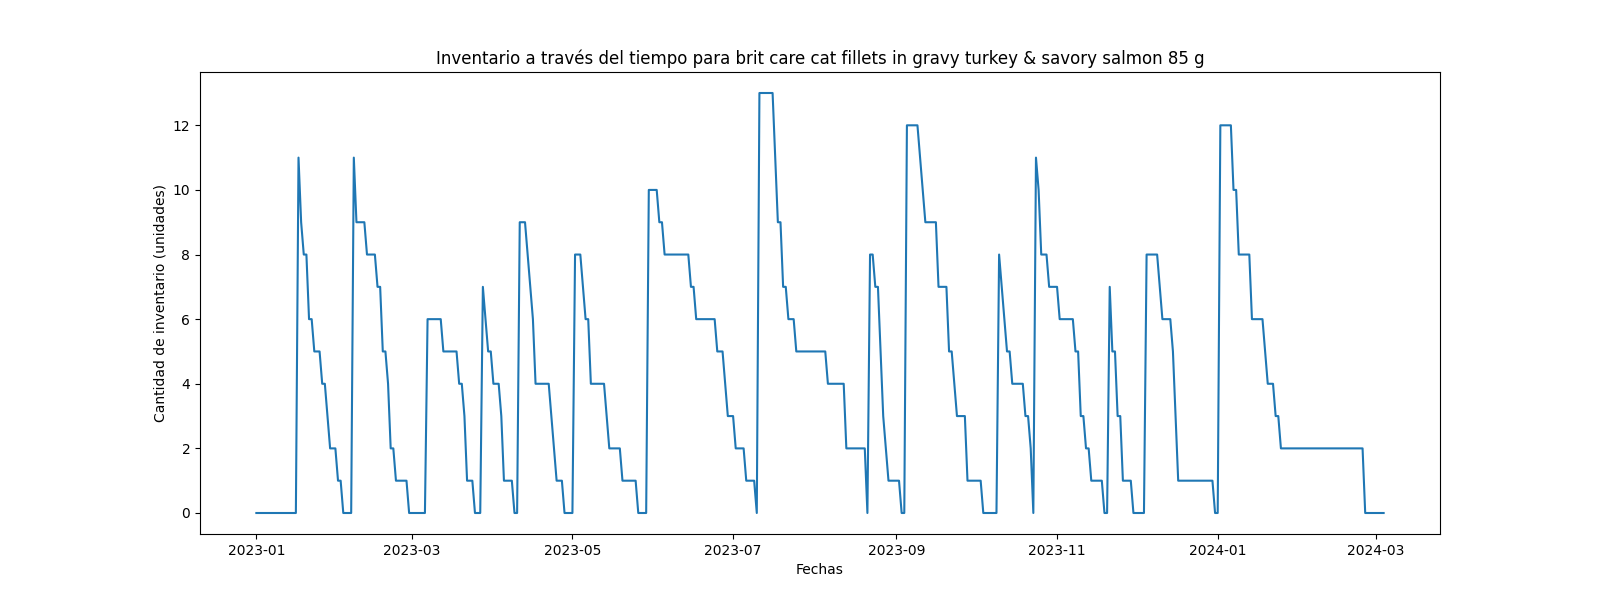 Inventario a través del tiempo para brit care cat fillets in gravy turkey & savory salmon 85 g
Cantidad de inventario (unidades)
12
10
8
6
4
2
0
2023-01 2023-03 2023-05 2023-07 2023-09 2023-11 2024-01 2024-03
Fechas